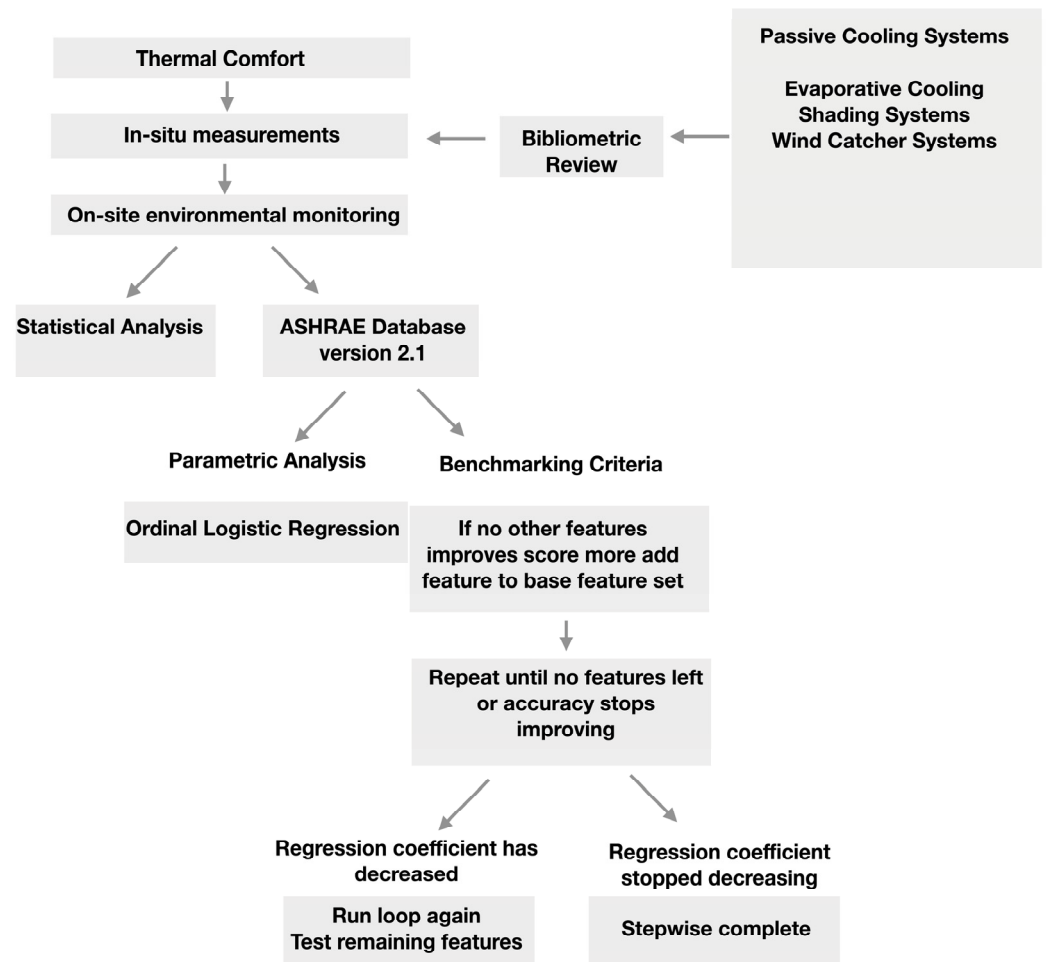 Passive Cooling Systems
Evaporative Cooling
Shading Systems
Wind Catcher Systems
Thermal Comfort
In-situ measurements
Bibliometric
Review
On-site environmental monitoring
Statistical Analysis
ASHRAE Database
version 2.1
Parametric Analysis
Benchmarking Criteria
Ordinal Logistic Regression
If no other features
improves score more add
feature to base feature set
Repeat until no features left
or accuracy stops
improving
Regression coefficient has
decreased
Regression coefficient
stopped decreasing
Run loop again
Test remaining features
Stepwise complete